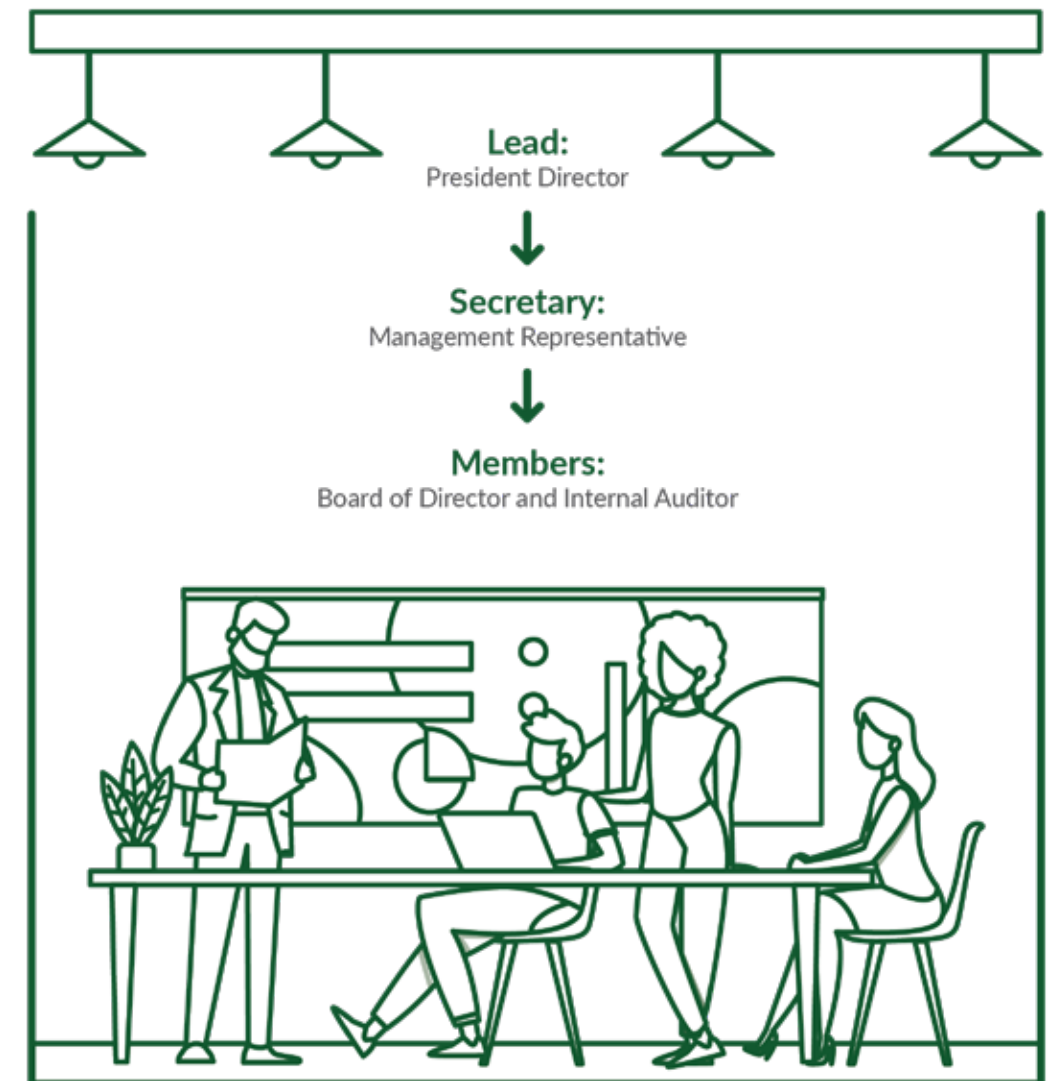 Lead:
President Director
Secretary:
Management Representative
Members:
Board of Director and Internal Auditor